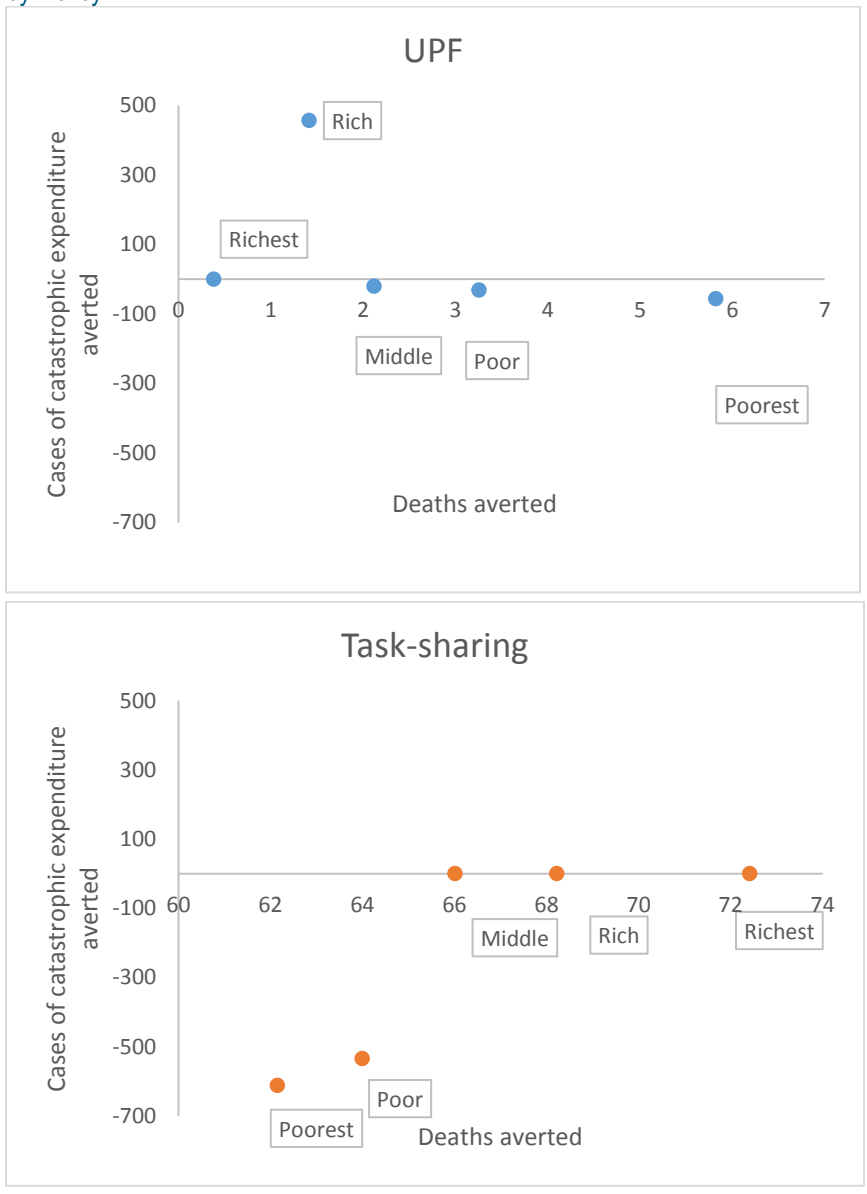 UPF
500
300
100
-100
-300
-500
-700
Cases of catastrophic expenditure
averted
Rich
Richest
0 1 2 3 4 5 6 7
Middle
Poor
Poorest
Deaths averted
Task-sharing
500
300
100
-100
-300
-500
-700
Cases of catastrophic expenditure
averted
60 62 64 66 68 70 72 74
Middle
Rich
Richest
Poor
Poorest
Deaths averted